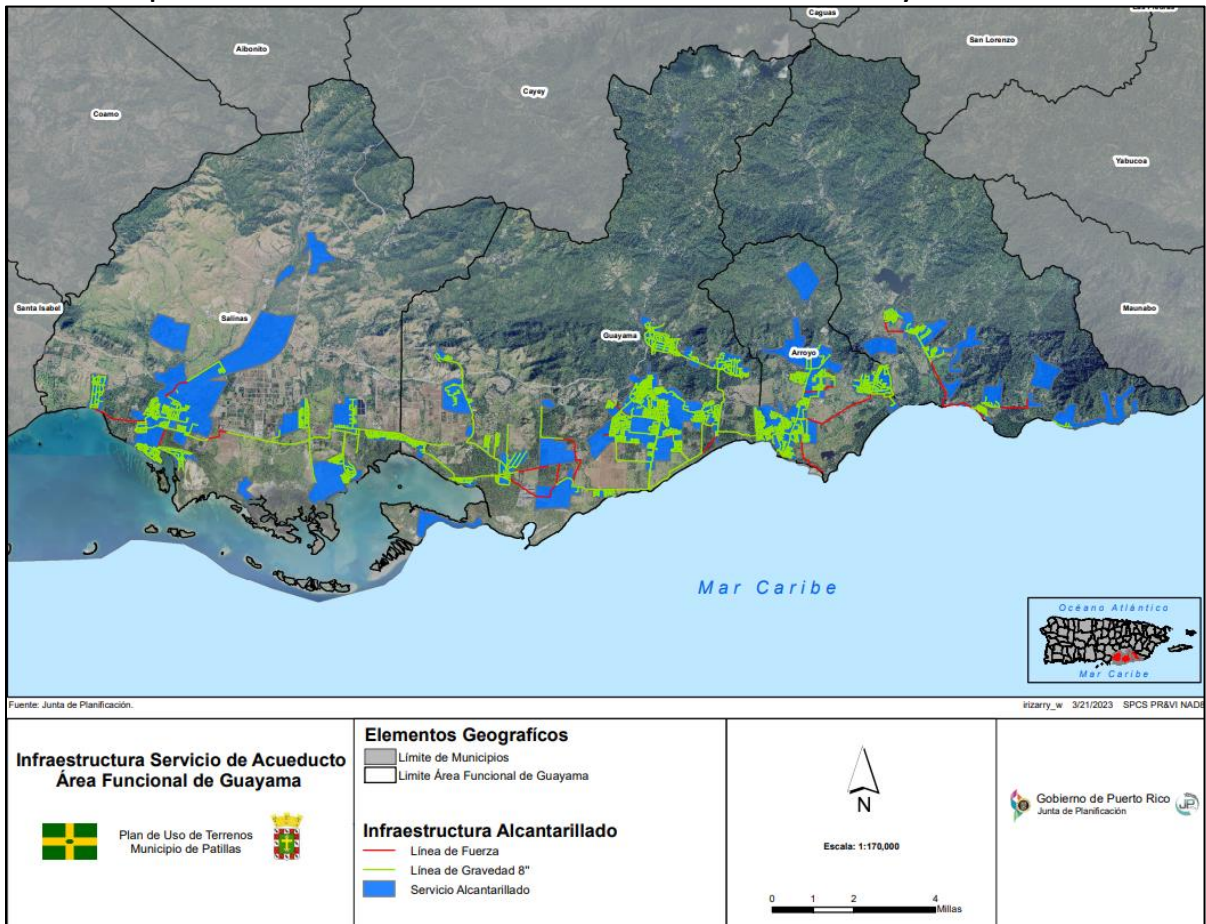 Caguas
San Lorenzo
Aibonito
Cayey
Coamo
Yabucoa
Santa Isabel
Salinas
Maunabo
Guayama
Arroyo
Mar Caribe
Océano Atlántico
Mar Caribe
Fuente: Junta de Planificación.
irizarry_w 3/21/2023 SPCS PR&VI NAD8
Infraestructura Servicio de Acueducto
Área Funcional de Guayama
Plan de Uso de Terrenos
Municipio de Patillas
Elementos Geografícos
Límite de Municipios
Limite Área Funcional de Guayama
Infraestructura Alcantarillado
Línea de Fuerza
Línea de Gravedad 8"
Servicio Alcantarillado
N
Escala: 1:170,000
0 1 2 4
Millas
Gobierno de Puerto Rico
Junta de Planificación
JP